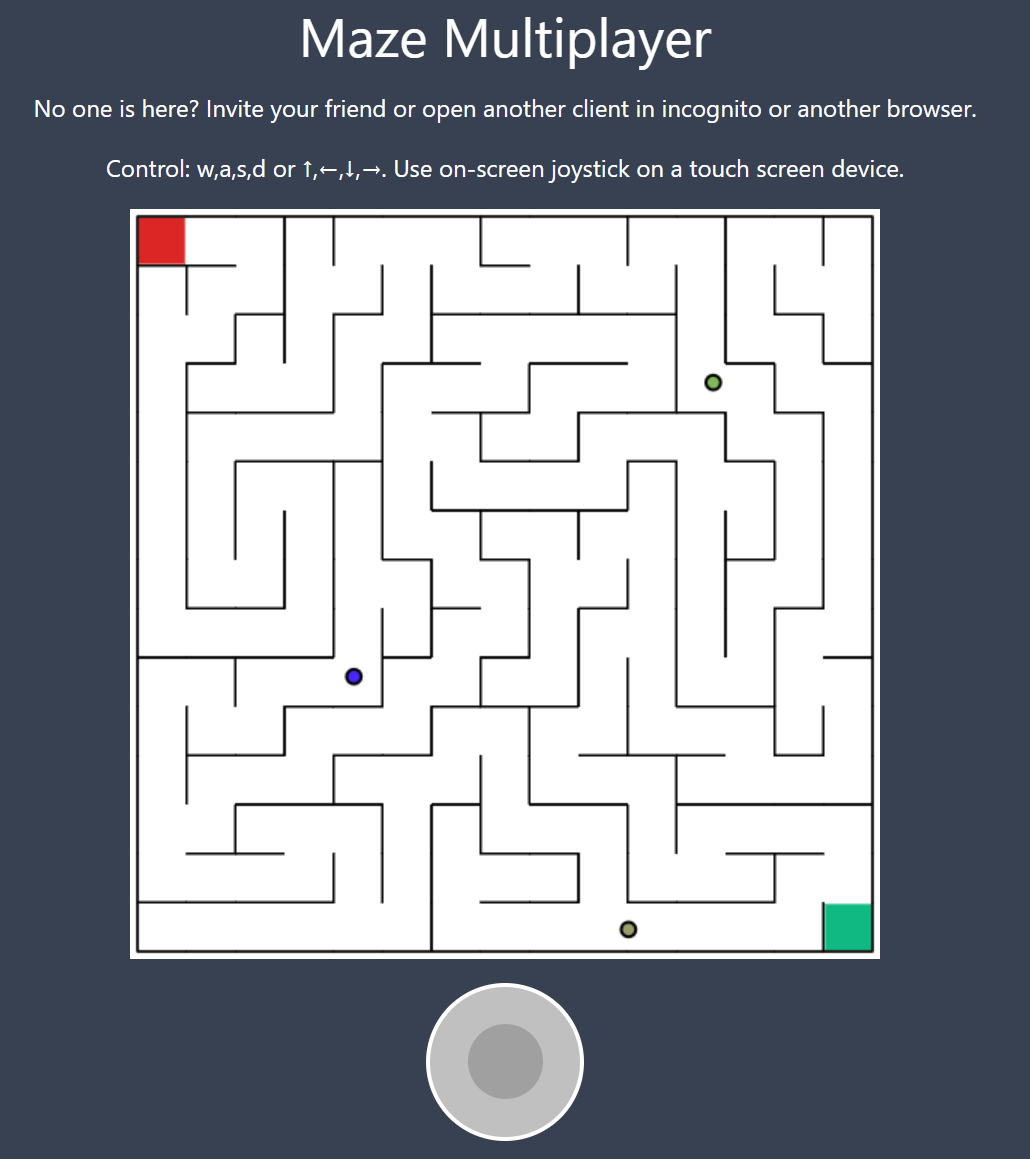 Maze Multiplayer
No one is here? Invite your friend or open another client in incognito or another browser.
Control: w,a,s,d or ↑,←,↓,→. Use on-screen joystick on a touch screen device.